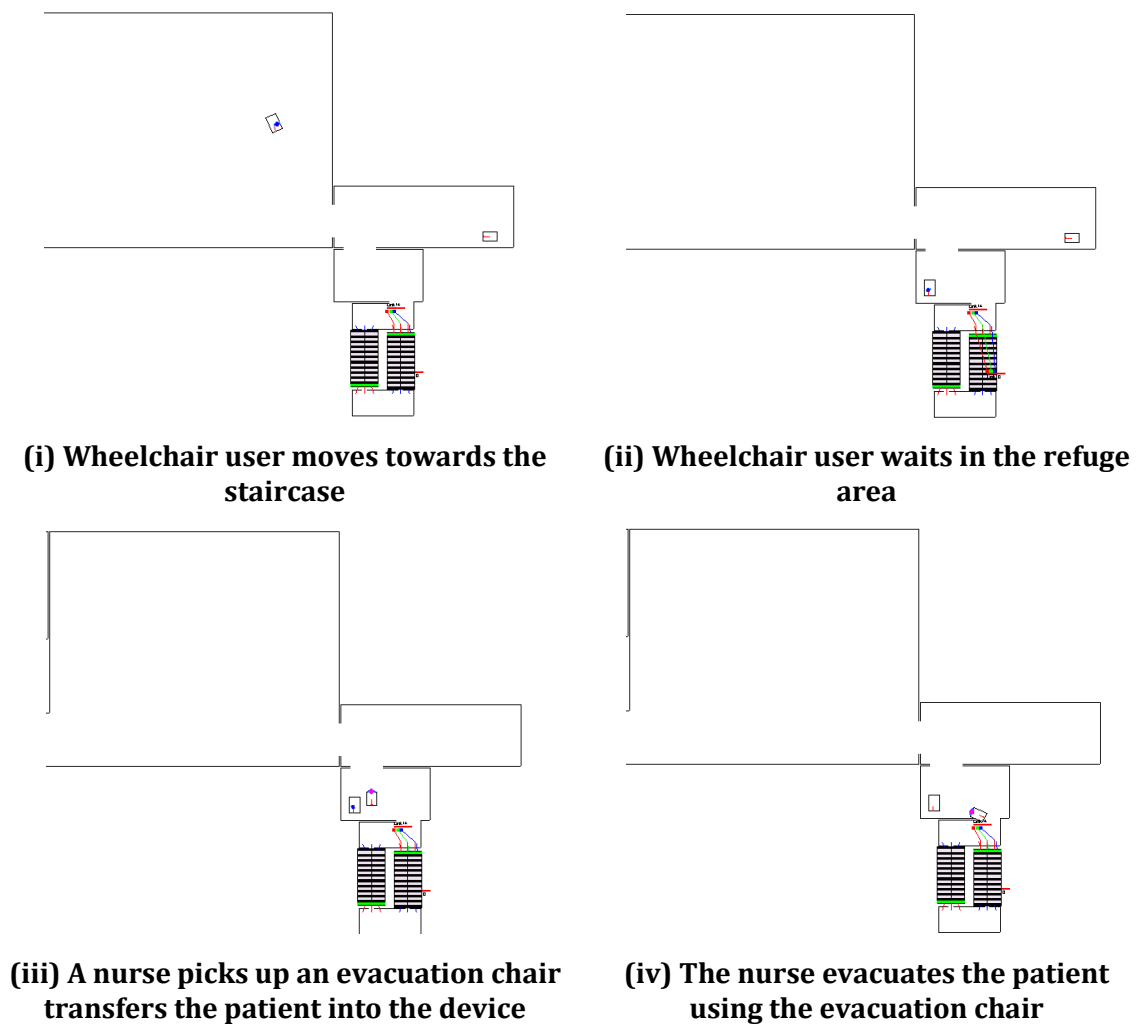 (i) Wheelchair user moves towards the
staircase
(ii) Wheelchair user waits in the refuge
area
(iii) A nurse picks up an evacuation chair
transfers the patient into the device
(iv) The nurse evacuates the patient
using the evacuation chair